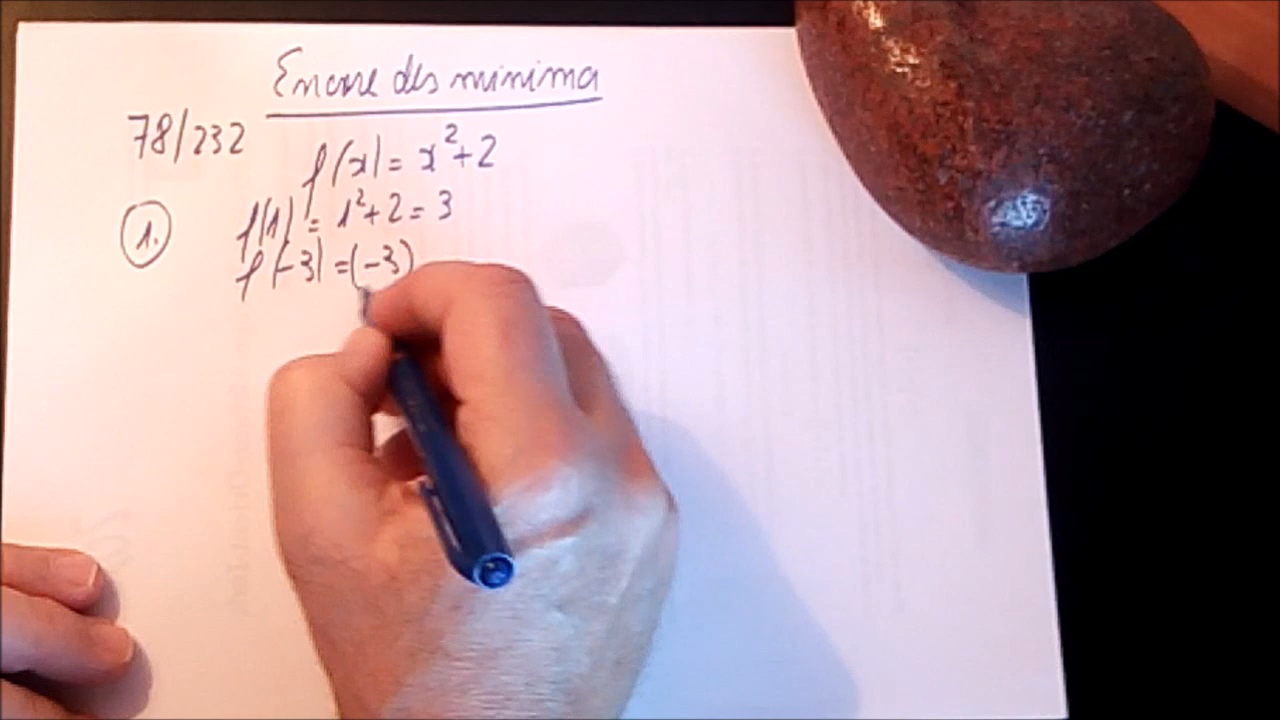 Encore des minima
78/232
f(x) = x²+2
1. f(1) = 1²+2 = 3
f(-3) = (-3)